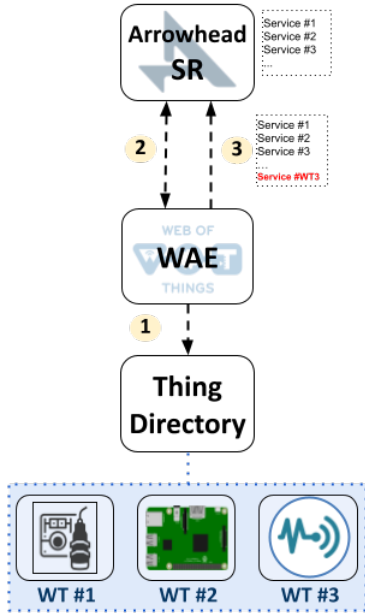 Arrowhead
SR
Service #1
Service #2
Service #3
...
2
3
Service #1
Service #2
Service #3
....
Service #WT3
WEB OF
WOT
WAE
THINGS
1
Thing
Directory
WT #1
WT #2
WT #3